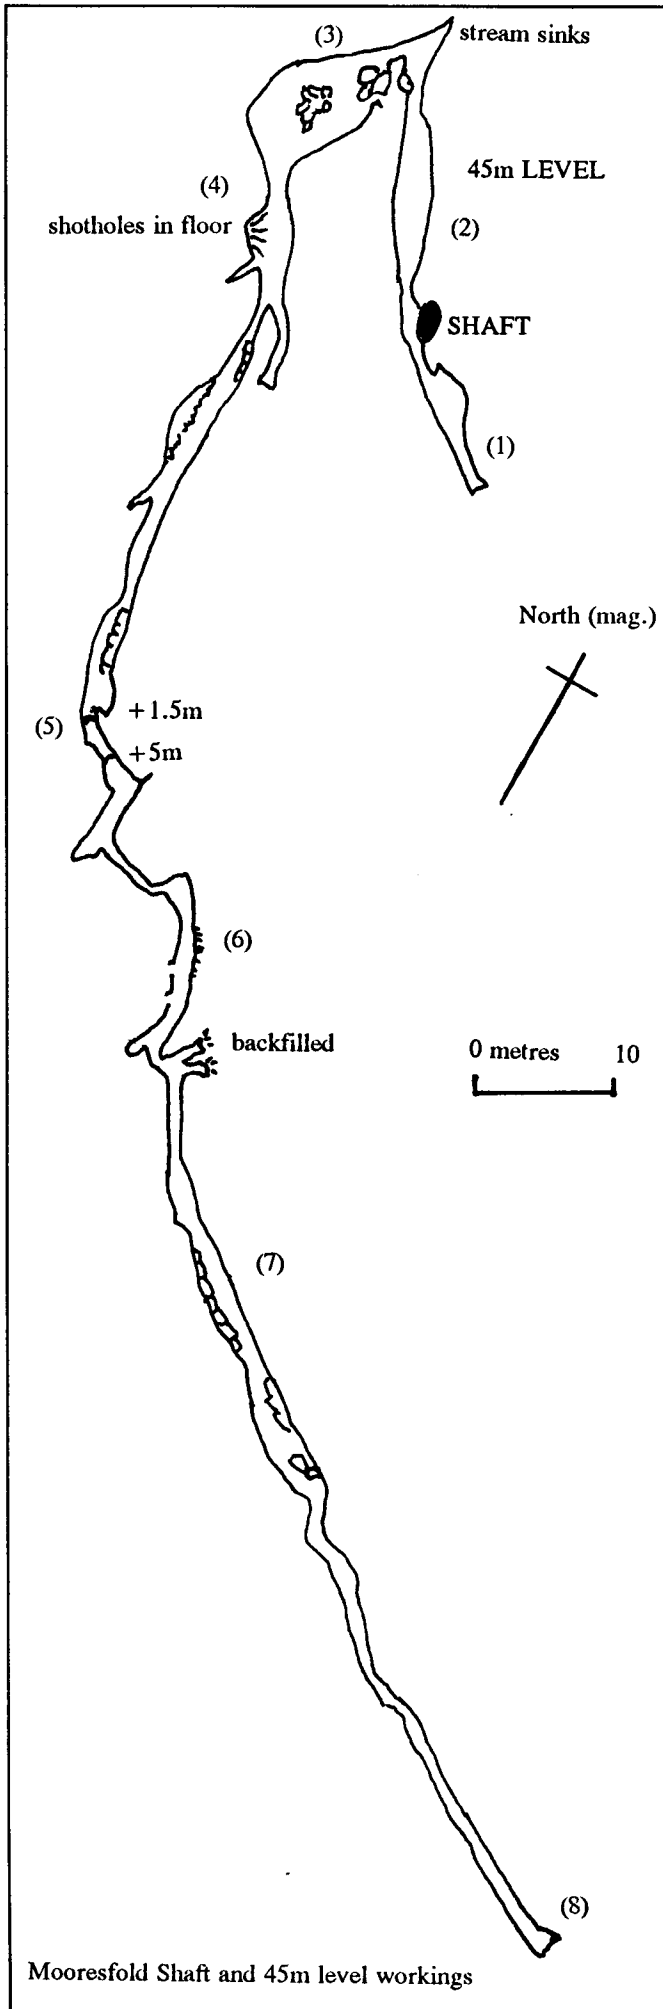 (3)
stream sinks
(4)
45m LEVEL
shotholes in floor
(2)
SHAFT
(1)
North (mag.)
+1.5m
(5)
+5m
(6)
backfilled
0 metres 10
(7)
(8)
Mooresfold Shaft and 45m level workings